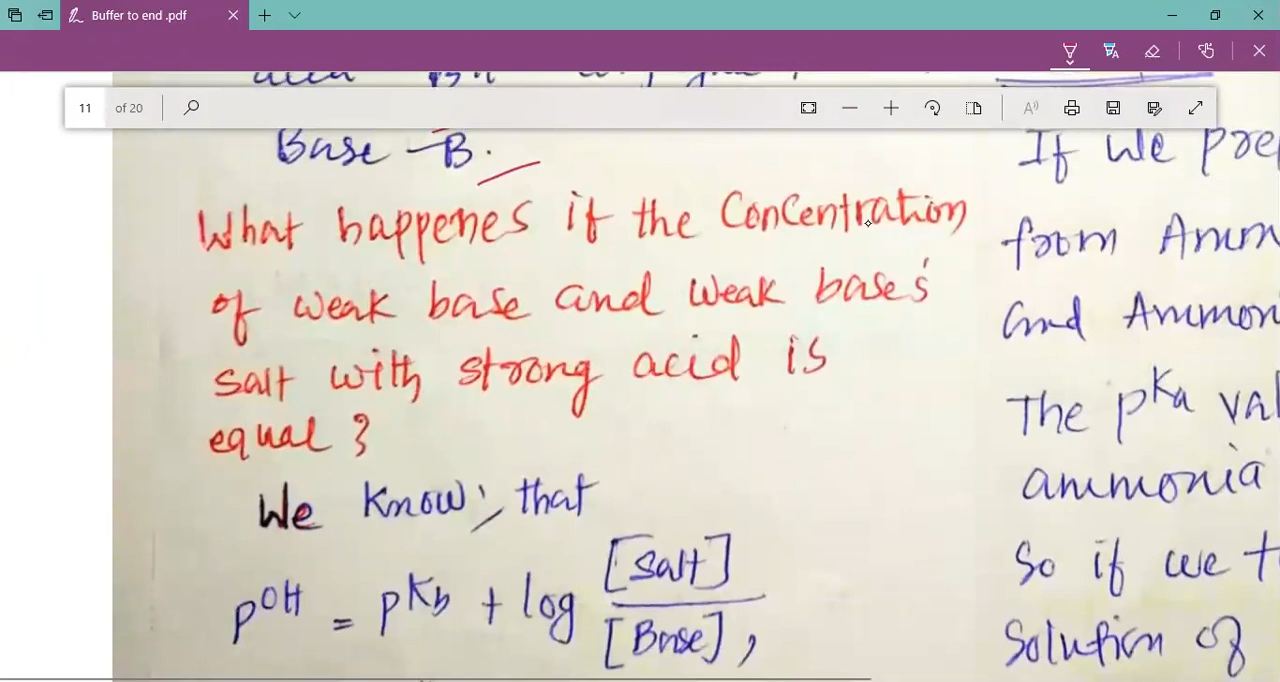 Buffer to end .pdf
11 of 20
Base B.
What happenes if the Concentration
of weak base and weak base's
salt with strong acid is
equal?
We know, that
pOH = pKb + log [Salt]
[Base],
If we pre
from Amm
and Ammon
The pKa val
ammonia
So if we t
Solution of